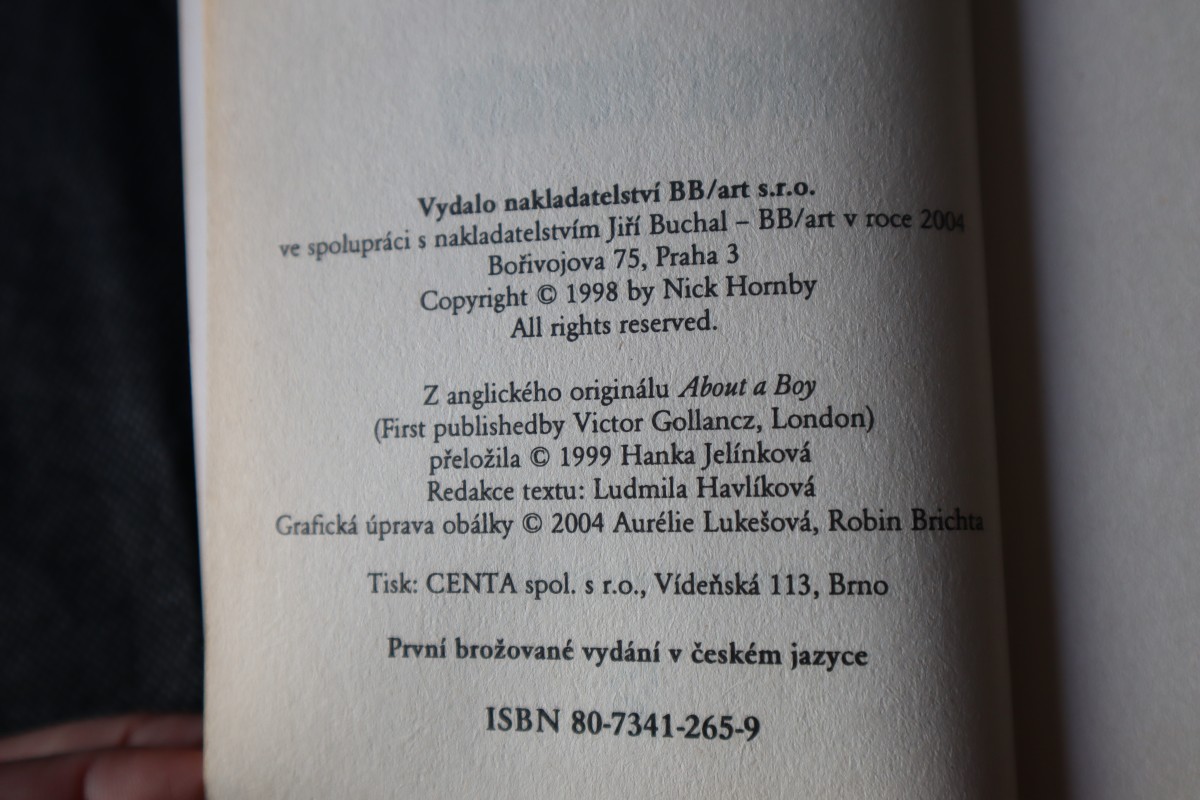 Vydalo nakladatelství BB/art s.r.o.
ve spolupráci s nakladatelstvím Jiří Buchal – BB/art v roce 2004
Bořivojova 75, Praha 3
Copyright © 1998 by Nick Hornby
All rights reserved.
Z anglického originálu About a Boy
(First publishedby Victor Gollancz, London)
přeložila © 1999 Hanka Jelínková
Redakce textu: Ludmila Havlíková
Grafická úprava obálky © 2004 Aurélie Lukešová, Robin Brichta
Tisk: CENTA spol. s r.o., Vídeňská 113, Brno
První brožované vydání v českém jazyce
ISBN 80-7341-265-9